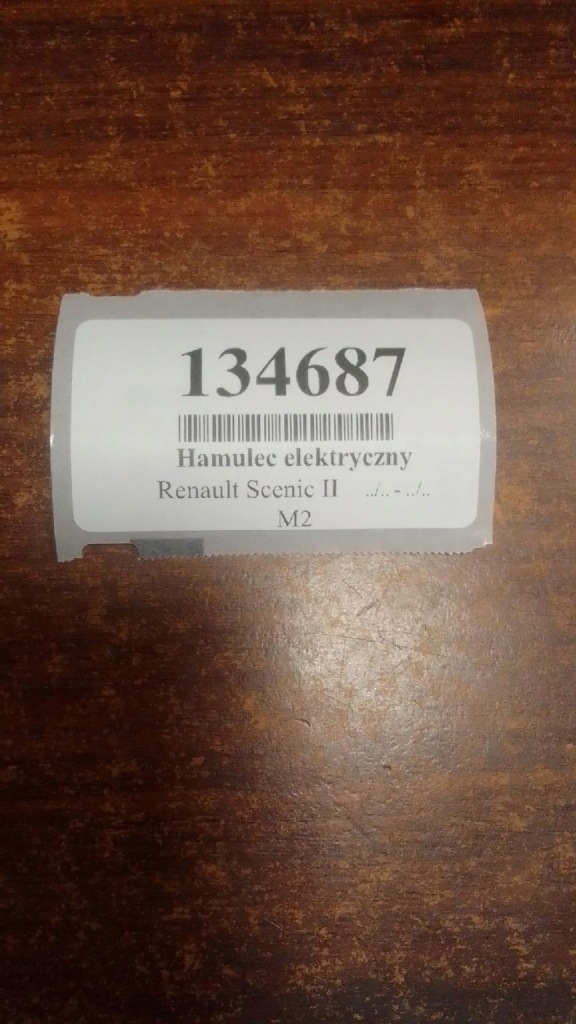 134687
Hamulec elektryczny
Renault Scenic II ../.. - ../..
M2